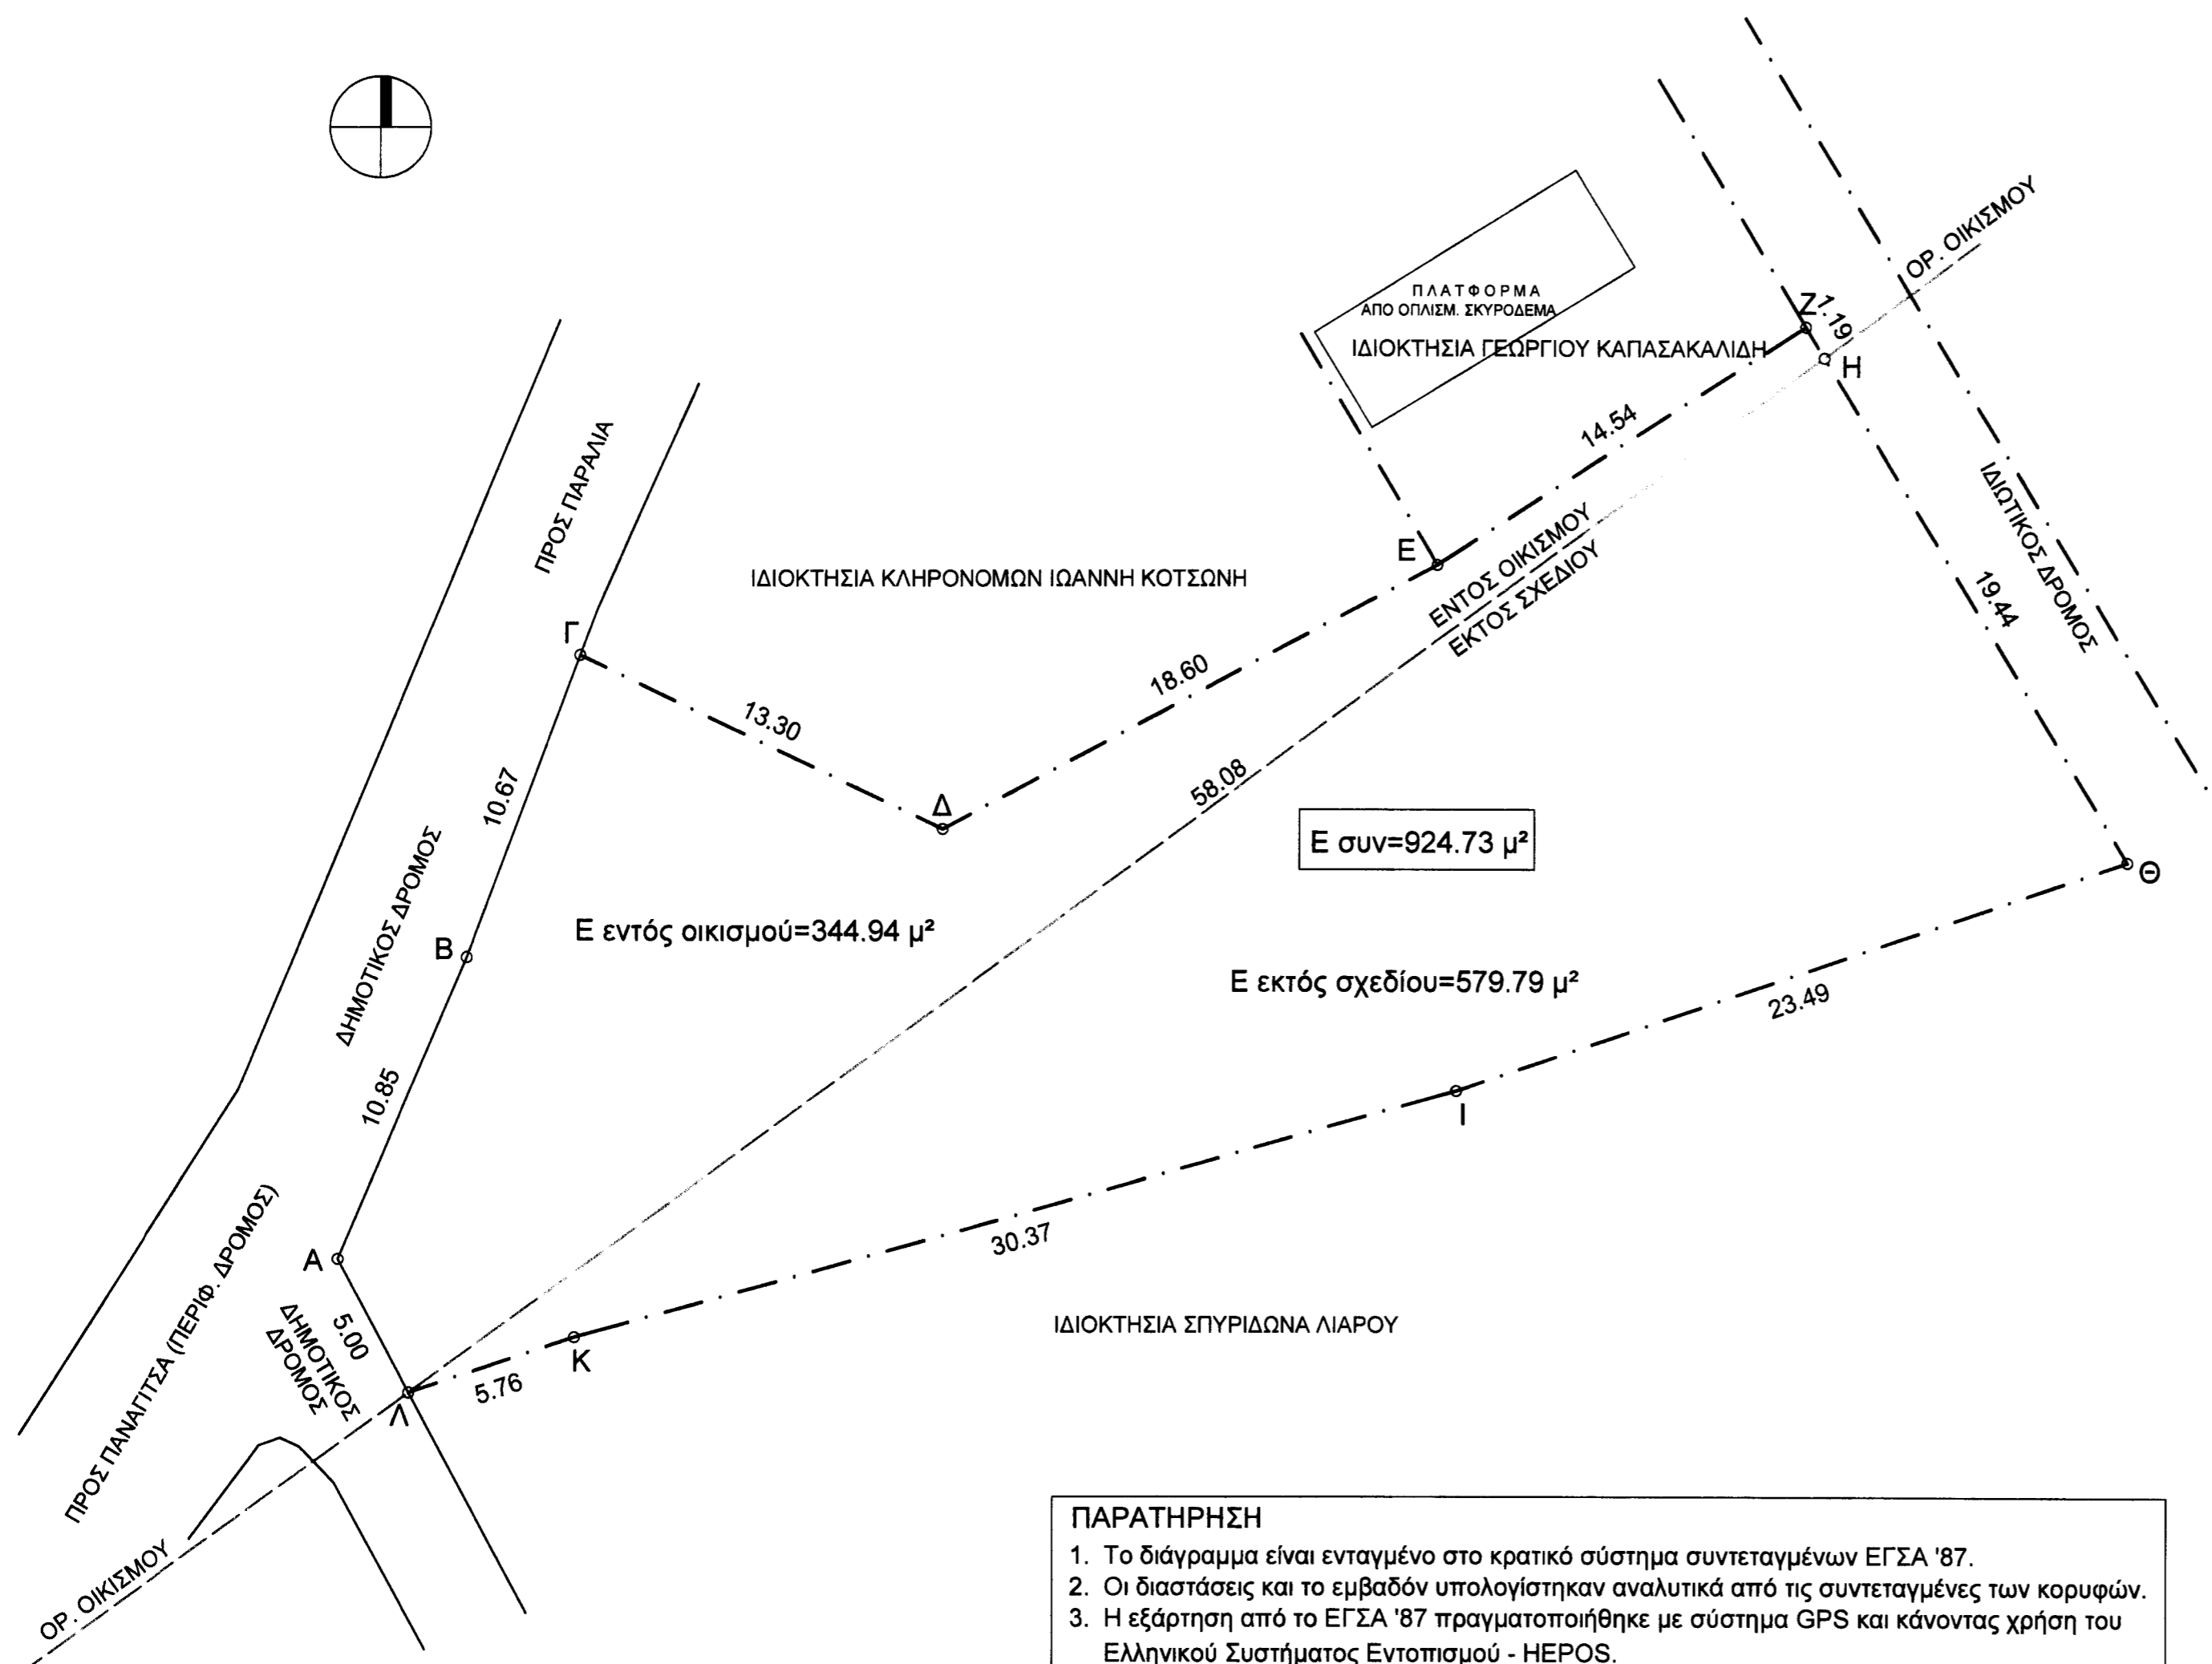 ΠΛΑΤΦΟΡΜΑ
ΑΠΟ ΟΠΛΙΣΜ. ΣΚΥΡΟΔΕΜΑ
ΙΔΙΟΚΤΗΣΙΑ ΓΕΩΡΓΙΟΥ ΚΑΠΑΣΑΚΑΛΙΔΗ
ΟΡ. ΟΙΚΙΣΜΟΥ
Ζ
1.19
Η
14.54
ΠΡΟΣ ΠΑΡΑΛΙΑ
ΙΔΙΩΤΙΚΟΣ ΔΡΟΜΟΣ
Ε
ΕΝΤΟΣ ΟΙΚΙΣΜΟΥ
ΕΚΤΟΣ ΣΧΕΔΙΟΥ
ΙΔΙΟΚΤΗΣΙΑ ΚΛΗΡΟΝΟΜΩΝ ΙΩΑΝΝΗ ΚΟΤΣΩΝΗ
19.44
Γ
18.60
13.30
10.67
58.08
Δ
Ε συν=924.73 μ²
Θ
ΔΗΜΟΤΙΚΟΣ ΔΡΟΜΟΣ
Β
Ε εντός οικισμού=344.94 μ²
Ε εκτός σχεδίου=579.79 μ²
23.49
10.85
Ι
30.37
Α
ΠΡΟΣ ΠΑΝΑΓΙΤΣΑ (ΠΕΡΙΦ. ΔΡΟΜΟΣ)
5.00
ΔΗΜΟΤΙΚΟΣ
ΔΡΟΜΟΣ
ΙΔΙΟΚΤΗΣΙΑ ΣΠΥΡΙΔΩΝΑ ΛΙΑΡΟΥ
Κ
5.76
Λ
ΟΡ. ΟΙΚΙΣΜΟΥ
ΠΑΡΑΤΗΡΗΣΗ
1. Το διάγραμμα είναι ενταγμένο στο κρατικό σύστημα συντεταγμένων ΕΓΣΑ '87.
2. Οι διαστάσεις και το εμβαδόν υπολογίστηκαν αναλυτικά από τις συντεταγμένες των κορυφών.
3. Η εξάρτηση από το ΕΓΣΑ '87 πραγματοποιήθηκε με σύστημα GPS και κάνοντας χρήση του
Ελληνικού Συστήματος Εντοπισμού - HEPOS.